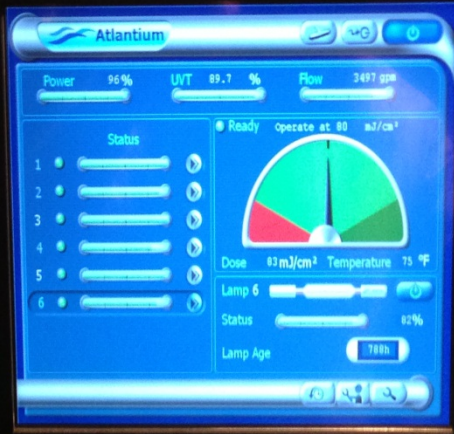 Atlantium
Power 96% UVT 89.7 % Flow 3497 gpm
Status
Ready Operate at 80 mJ/cm²
1
2
3
4
5
6
Dose 83 mJ/cm² Temperature 75 °F
Lamp 6
Status 82%
Lamp Age 700h